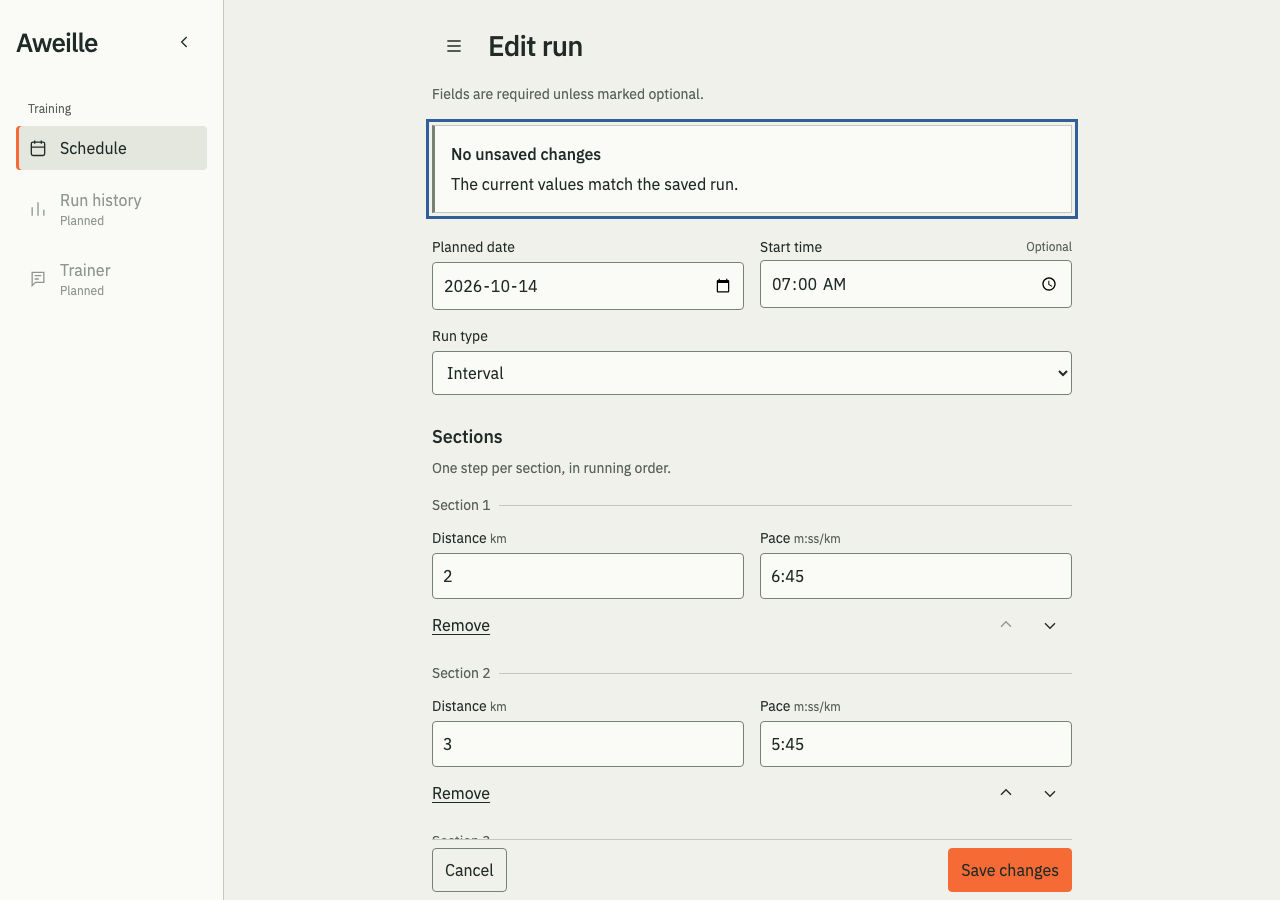 Aweille
Training
Schedule
Run history
Planned
Trainer
Planned
Edit run
Fields are required unless marked optional.
No unsaved changes
The current values match the saved run.
Planned date
2026-10-14
Start time Optional
07:00 AM
Run type
Interval
Sections
One step per section, in running order.
Section 1
Distance km
2
Pace m:ss/km
6:45
Remove
Section 2
Distance km
3
Pace m:ss/km
5:45
Remove
Cancel
Save changes